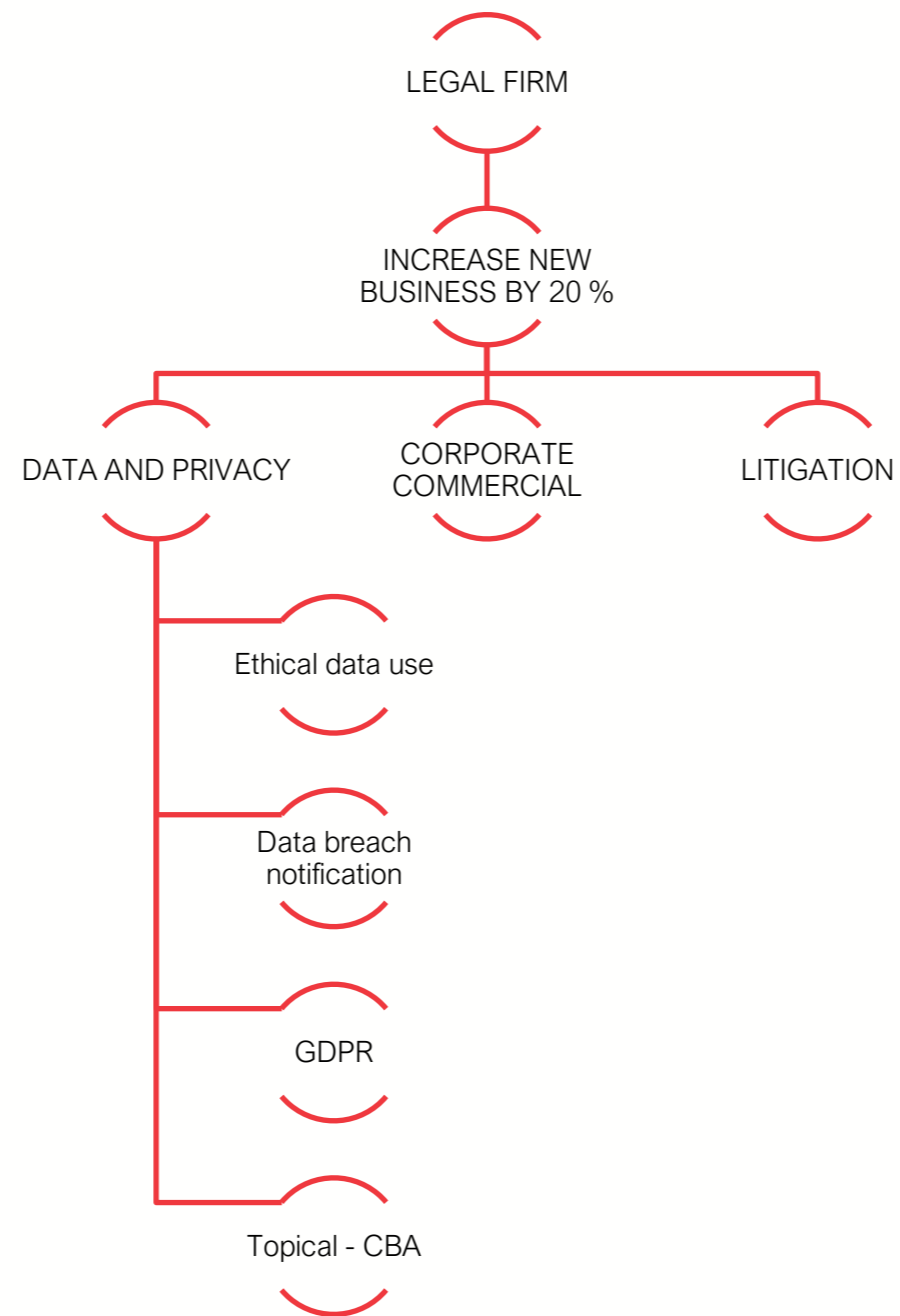 LEGAL FIRM
INCREASE NEW
BUSINESS BY 20 %
DATA AND PRIVACY
CORPORATE
COMMERCIAL
LITIGATION
Ethical data use
Data breach
notification
GDPR
Topical - CBA